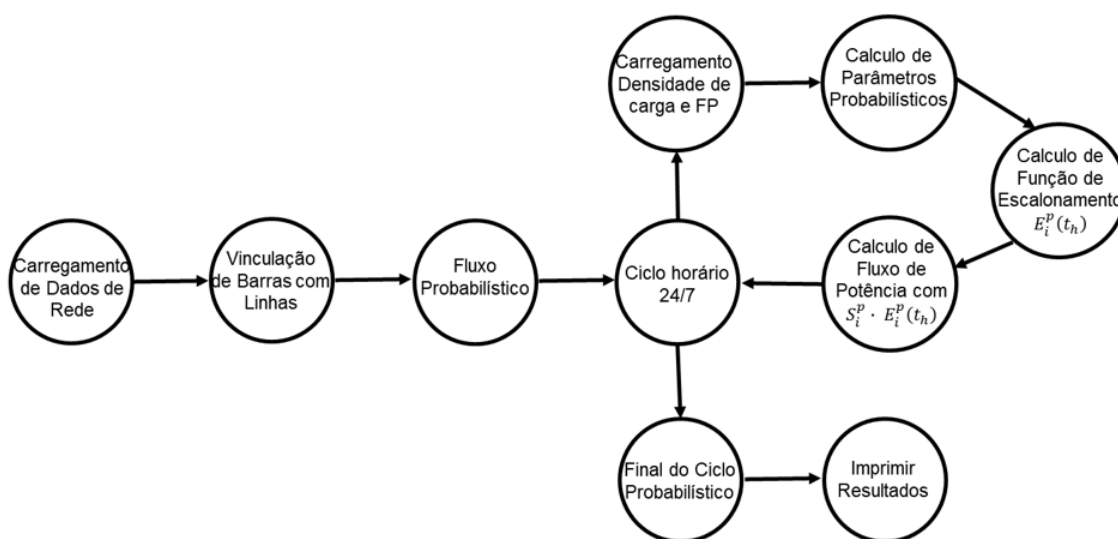 Carregamento
de Dados de
Rede
Vinculação
de Barras com
Linhas
Fluxo
Probabilístico
Ciclo horário
24/7
Carregamento
Densidade de
carga e FP
Calculo de
Parâmetros
Probabilísticos
Calculo de
Função de
Escalonamento
$E_i^p(t_h)$
Calculo de
Fluxo de
Potência com
$S_i^p \cdot E_i^p(t_h)$
Final do Ciclo
Probabilístico
Imprimir
Resultados